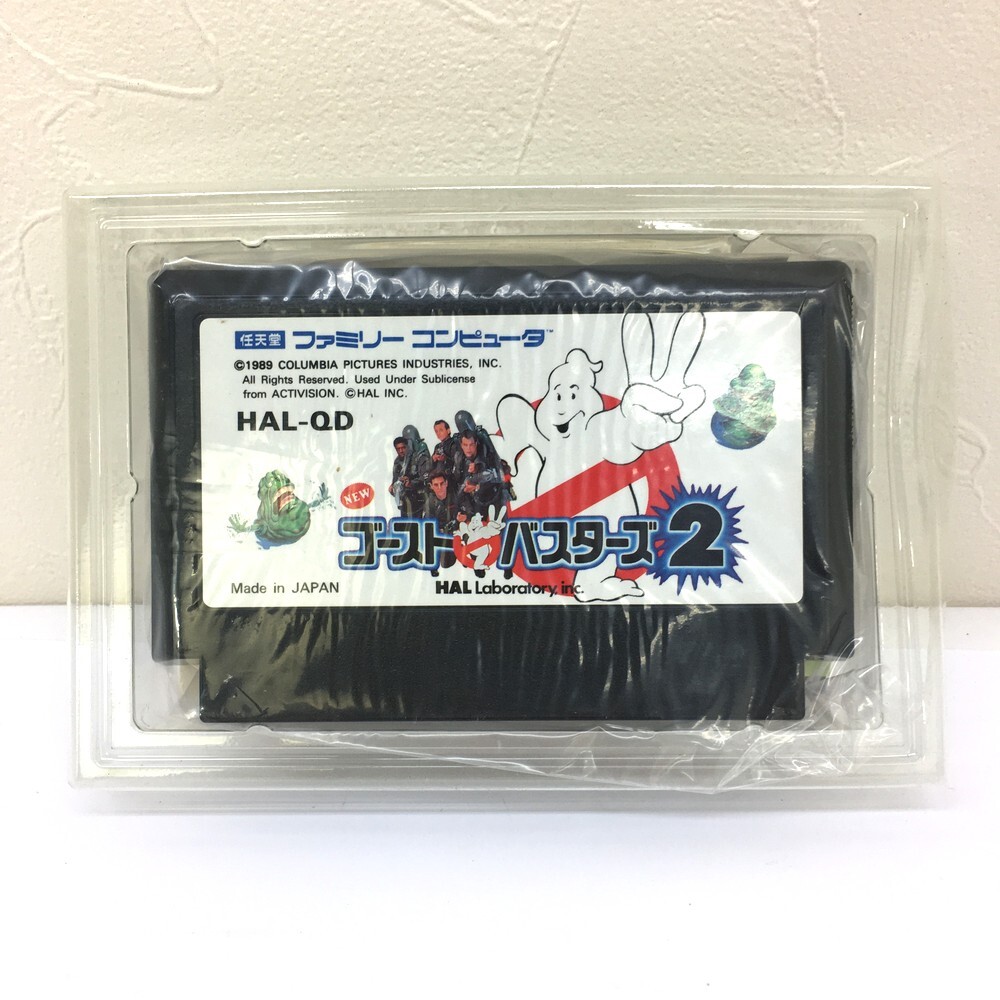 任天堂 ファミリー コンピュータ™
©1989 COLUMBIA PICTURES INDUSTRIES, INC.
All Rights Reserved. Used Under Sublicense
from ACTIVISION. ©HAL INC.
HAL-QD
NEW
ゴーストバスターズ2
Made in JAPAN
HAL Laboratory, inc.